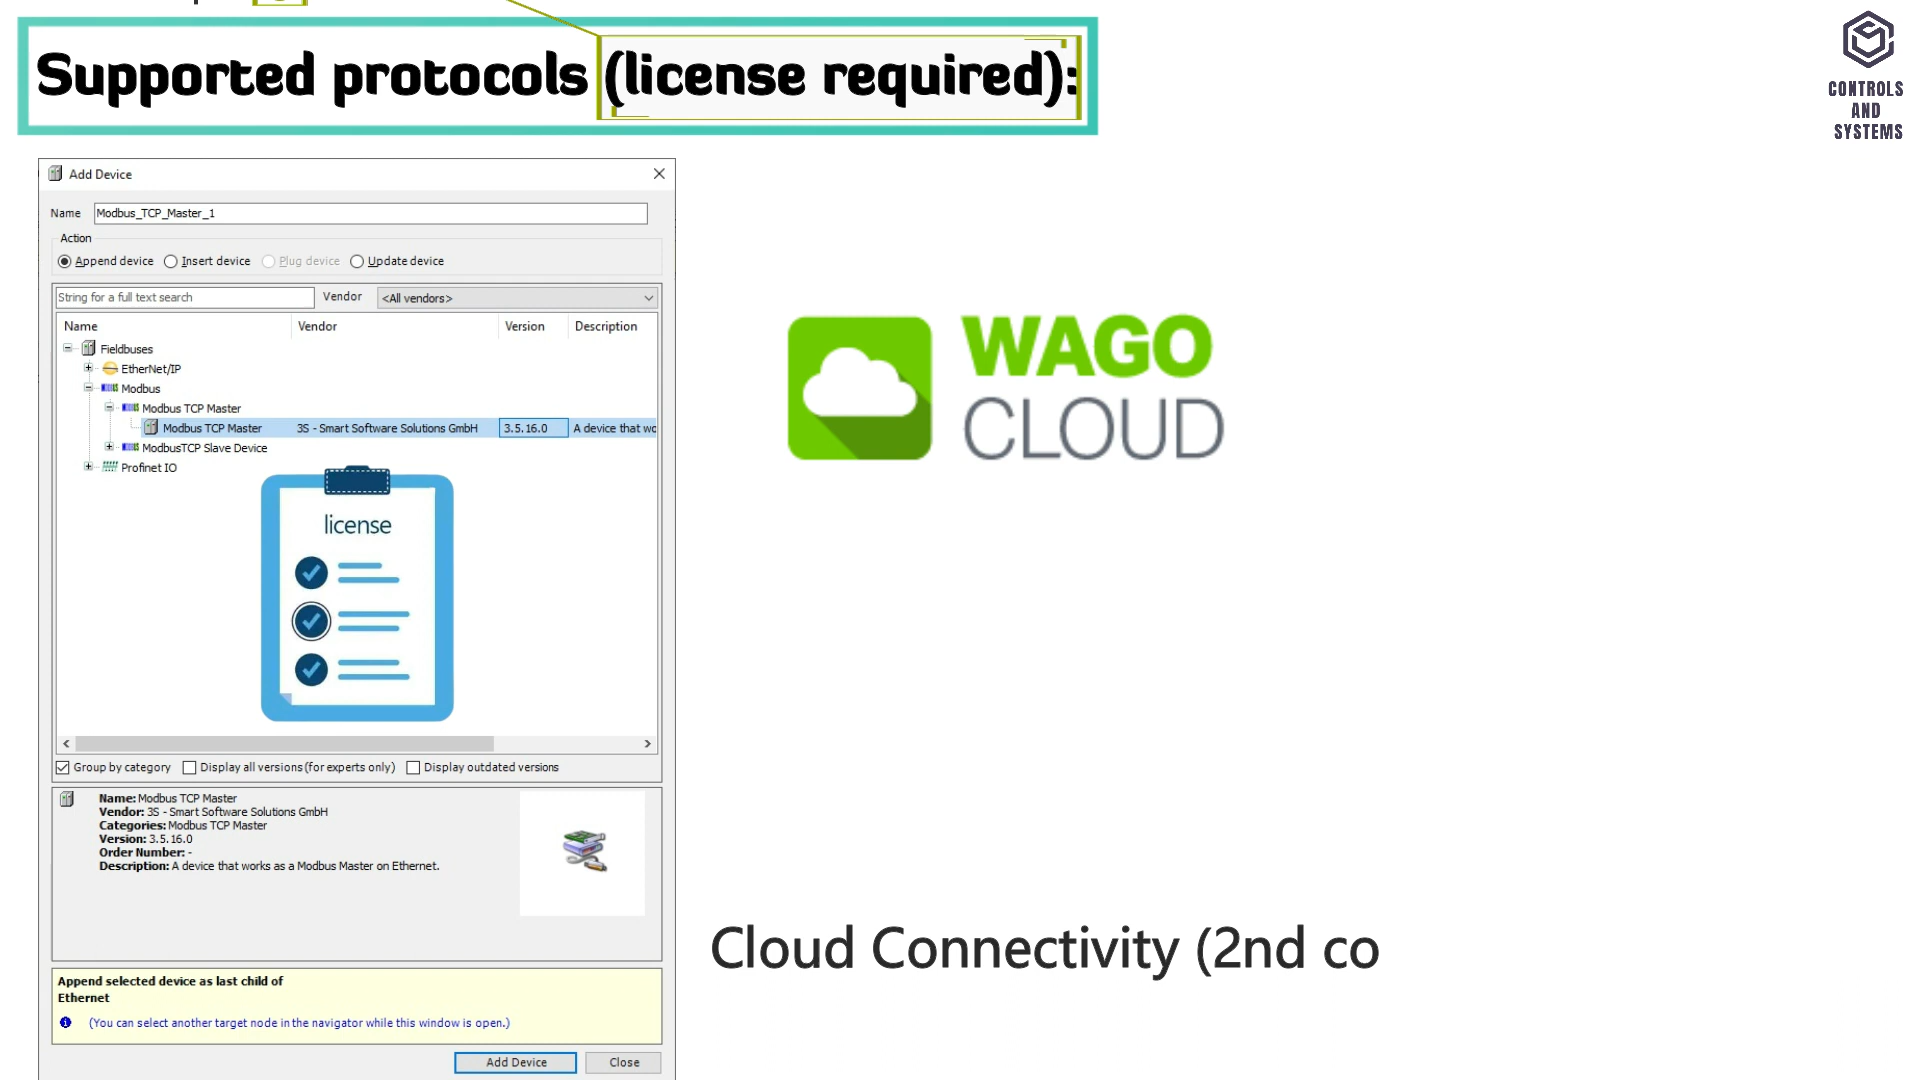 Supported protocols (license required):
CONTROLS
AND
SYSTEMS
Add Device
Name Modbus_TCP_Master_1
Action
Append device Insert device Plug device Update device
String for a full text search Vendor <All vendors>
Name Vendor Version Description
Fieldbuses
EtherNet/IP
Modbus
Modbus TCP Master
Modbus TCP Master 3S - Smart Software Solutions GmbH 3.5.16.0 A device that wo
ModbusTCP Slave Device
Profinet IO
license
Group by category Display all versions (for experts only) Display outdated versions
Name: Modbus TCP Master
Vendor: 3S - Smart Software Solutions GmbH
Categories: Modbus TCP Master
Version: 3.5.16.0
Order Number: -
Description: A device that works as a Modbus Master on Ethernet.
Append selected device as last child of
Ethernet
(You can select another target node in the navigator while this window is open.)
Add Device Close
WAGO
CLOUD
Cloud Connectivity (2nd co